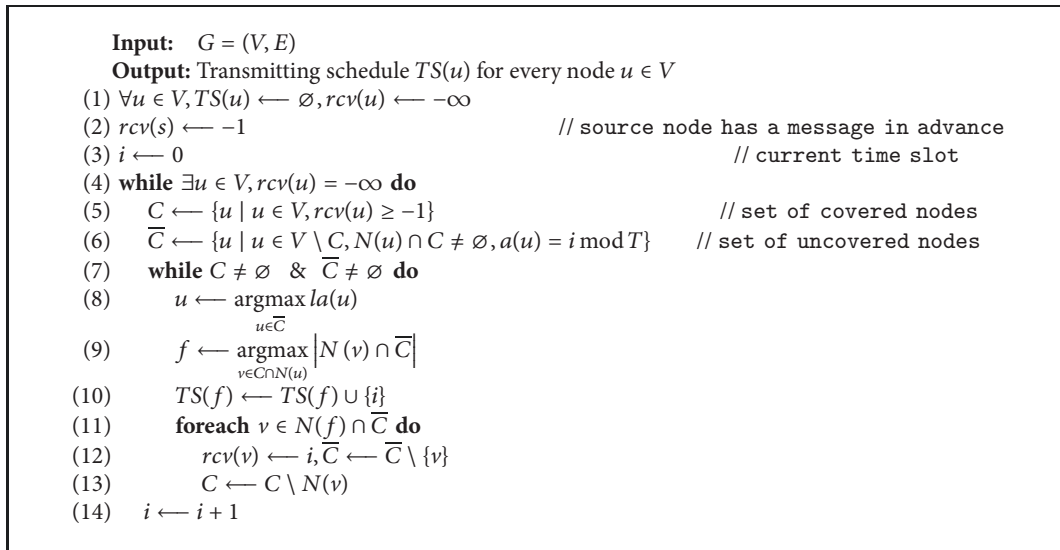 Input: G = (V, E)
Output: Transmitting schedule TS(u) for every node u ∈ V
(1) ∀u ∈ V, TS(u) ⟵ ∅, rcv(u) ⟵ −∞
(2) rcv(s) ⟵ −1 // source node has a message in advance
(3) i ⟵ 0 // current time slot
(4) while ∃u ∈ V, rcv(u) = −∞ do
(5) C ⟵ {u | u ∈ V, rcv(u) ≥ −1} // set of covered nodes
(6) C̅ ⟵ {u | u ∈ V \ C, N(u) ∩ C ≠ ∅, a(u) = i mod T} // set of uncovered nodes
(7) while C ≠ ∅ & C̅ ≠ ∅ do
(8) u ⟵ argmax la(u)
u∈C̅
(9) f ⟵ argmax |N (v) ∩ C̅|
v∈C∩N(u)
(10) TS(f) ⟵ TS(f) ∪ {i}
(11) foreach v ∈ N(f) ∩ C̅ do
(12) rcv(v) ⟵ i, C̅ ⟵ C̅ \ {v}
(13) C ⟵ C \ N(v)
(14) i ⟵ i + 1